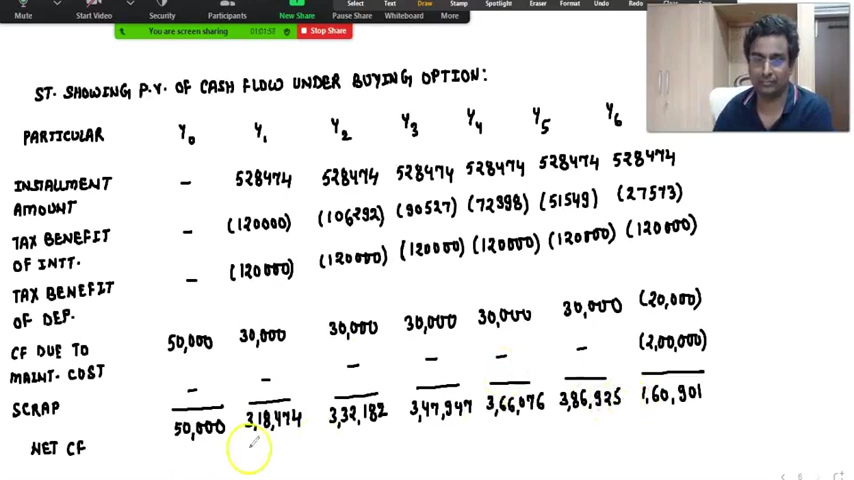 Mute Start Video Security Participants New Share Pause Share Whiteboard More
Select Text Draw Stamp Spotlight Eraser Format Undo Redo
You are screen sharing 01:01:52 Stop Share
ST. SHOWING P.V. OF CASH FLOW UNDER BUYING OPTION:
PARTICULAR Y0 Y1 Y2 Y3 Y4 Y5 Y6
INSTALLMENT AMOUNT - 528474 528474 528474 528474 528474 528474
TAX BENEFIT OF INTT. - (120000) (106292) (90527) (72398) (51549) (27573)
TAX BENEFIT OF DEP. - (120000) (120000) (120000) (120000) (120000) (120000)
CF DUE TO MAINT. COST 50,000 30,000 30,000 30,000 30,000 30,000 (20,000)
SCRAP - - - - - - (2,00,000)
NET CF 50,000 3,18,474 3,32,182 3,47,947 3,66,076 3,86,925 1,60,901
6